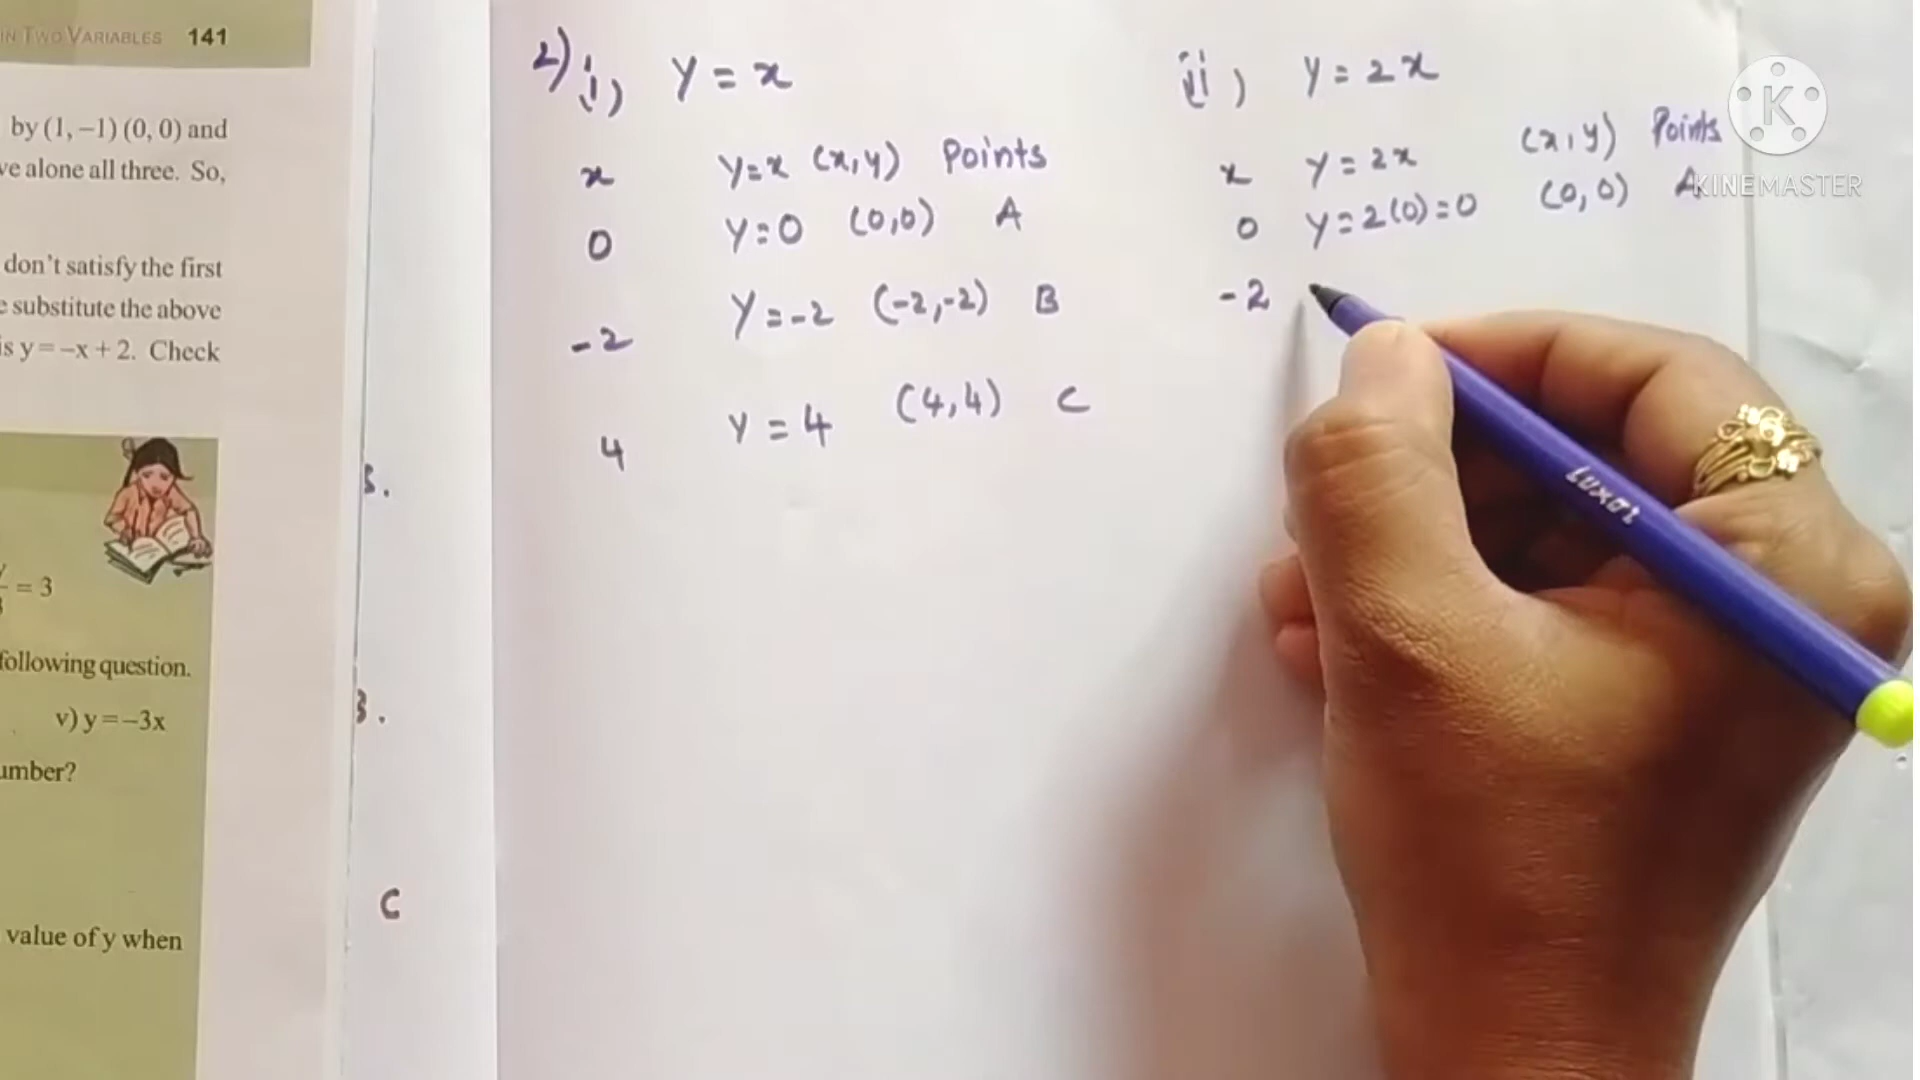 IN TWO VARIABLES 141
by (1, –1) (0, 0) and
ve alone all three. So,
don't satisfy the first
e substitute the above
is y = –x + 2. Check
= 3
following question.
v) y = –3x
umber?
value of y when
3.
C
2) i) y = x
x y=x (x,y) Points
0 y=0 (0,0) A
-2 y=-2 (-2,-2) B
4 y=4 (4,4) C
ii) y = 2x
x y=2x (x,y) Points
0 y=2(0)=0 (0,0) A
-2
K
KINEMASTER
LUXOR